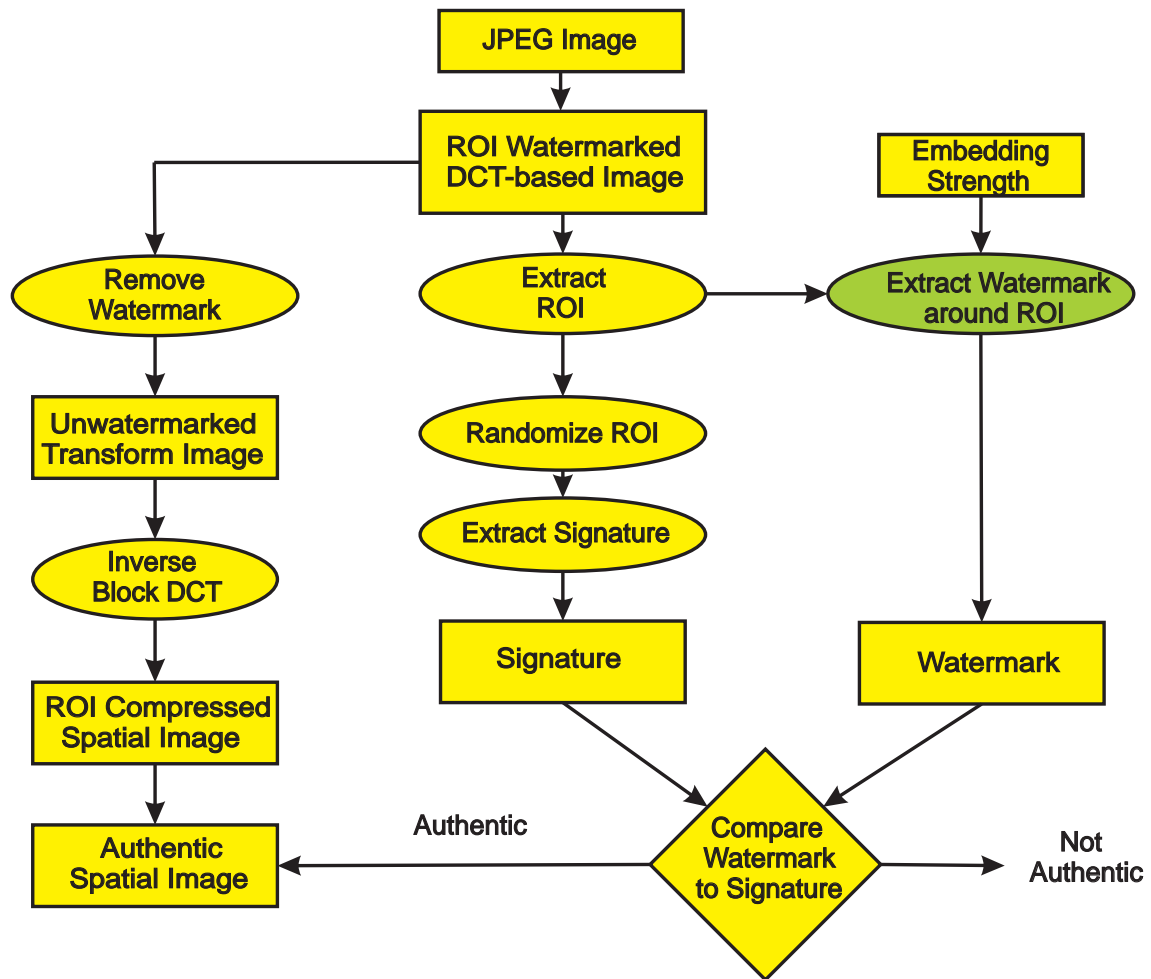 JPEG Image
ROI Watermarked
DCT-based Image
Embedding
Strength
Remove
Watermark
Extract
ROI
Extract Watermark
around ROI
Unwatermarked
Transform Image
Randomize ROI
Extract Signature
Inverse
Block DCT
Signature
Watermark
ROI Compressed
Spatial Image
Authentic
Spatial Image
Authentic
Compare
Watermark
to Signature
Not
Authentic